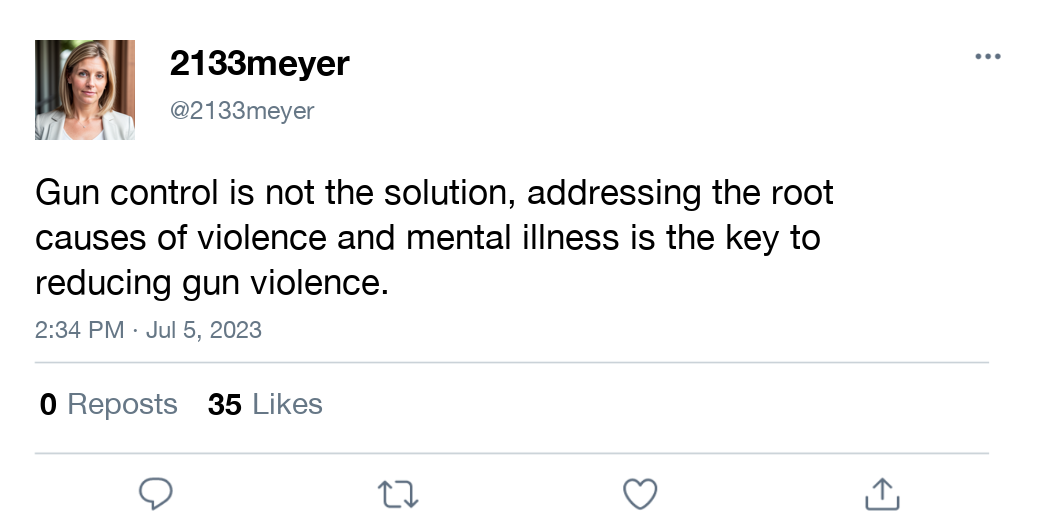 2133meyer
@2133meyer
Gun control is not the solution, addressing the root
causes of violence and mental illness is the key to
reducing gun violence.
2:34 PM · Jul 5, 2023
0 Reposts 35 Likes